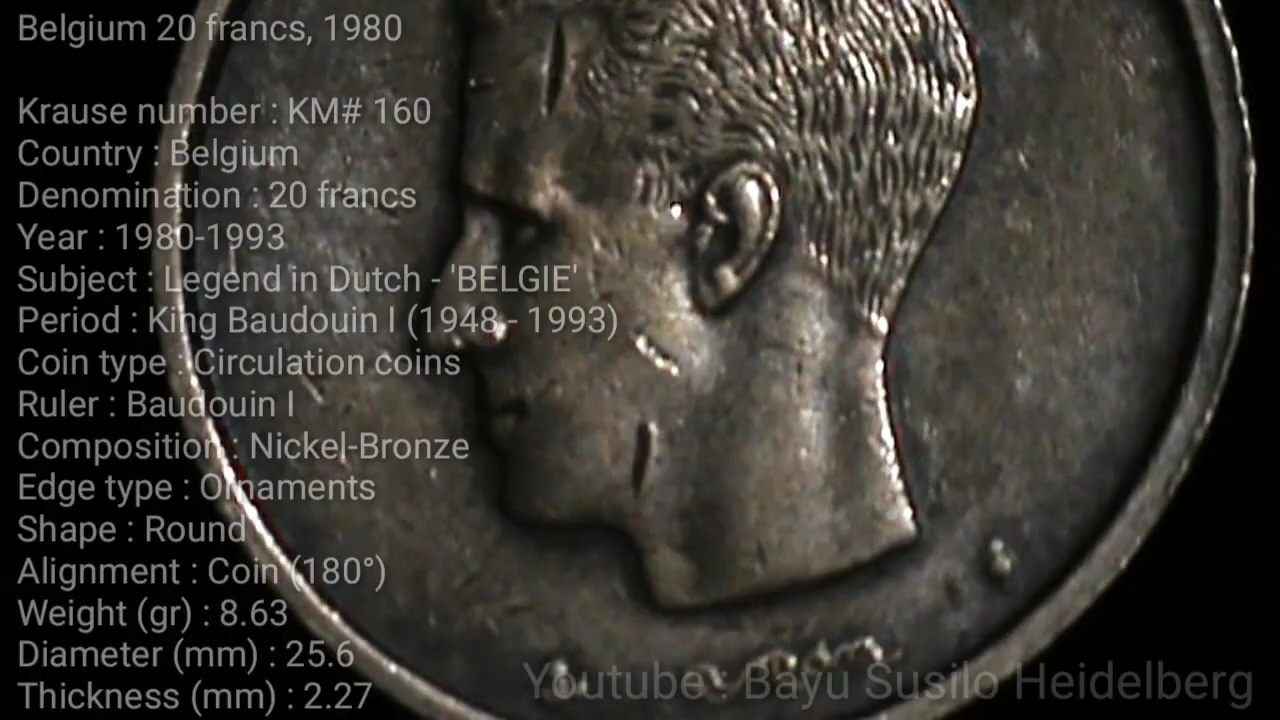 Belgium 20 francs, 1980
Krause number : KM# 160
Country : Belgium
Denomination : 20 francs
Year : 1980-1993
Subject : Legend in Dutch - 'BELGIE'
Period : King Baudouin I (1948 - 1993)
Coin type : Circulation coins
Ruler : Baudouin I
Composition : Nickel-Bronze
Edge type : Ornaments
Shape : Round
Alignment : Coin (180°)
Weight (gr) : 8.63
Diameter (mm) : 25.6
Thickness (mm) : 2.27
Youtube : Bayu Susilo Heidelberg